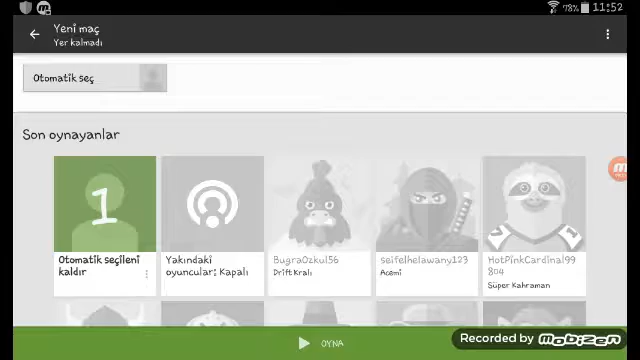 78% 11:52
Yeni maç
Yer kalmadı
Otomatik seç
Son oynayanlar
1
Otomatik seçileni
kaldır
Yakındaki
oyuncular: Kapalı
BugraOzkul56
Drift Kralı
seifelhelawany123
Acemi
HotPinkCardinal99
804
Süper Kahraman
OYNA
Recorded by MOBIZEN